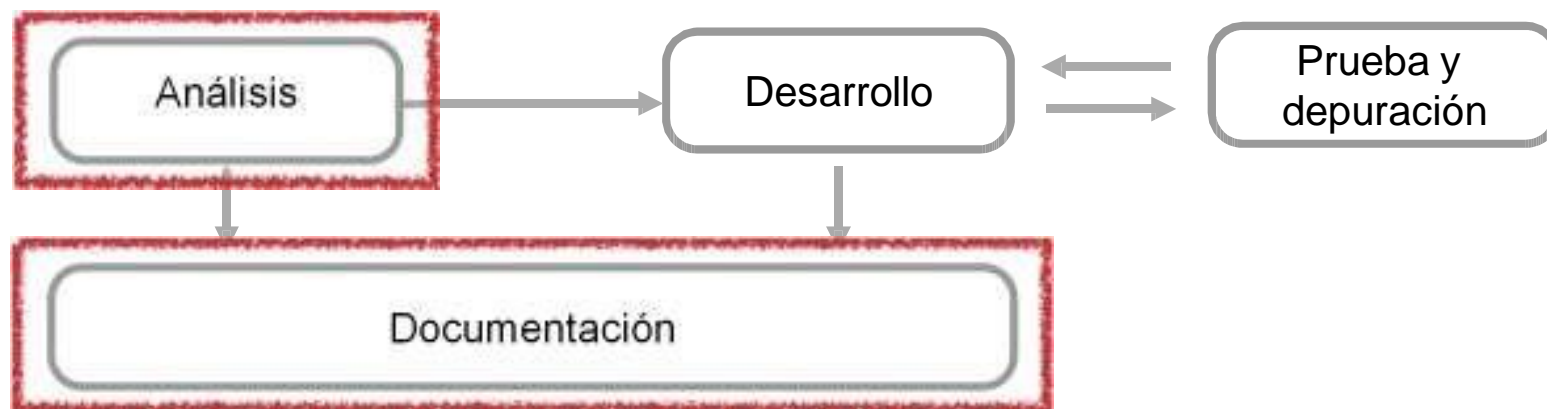 Análisis
Desarrollo
Prueba y
depuración
Documentación